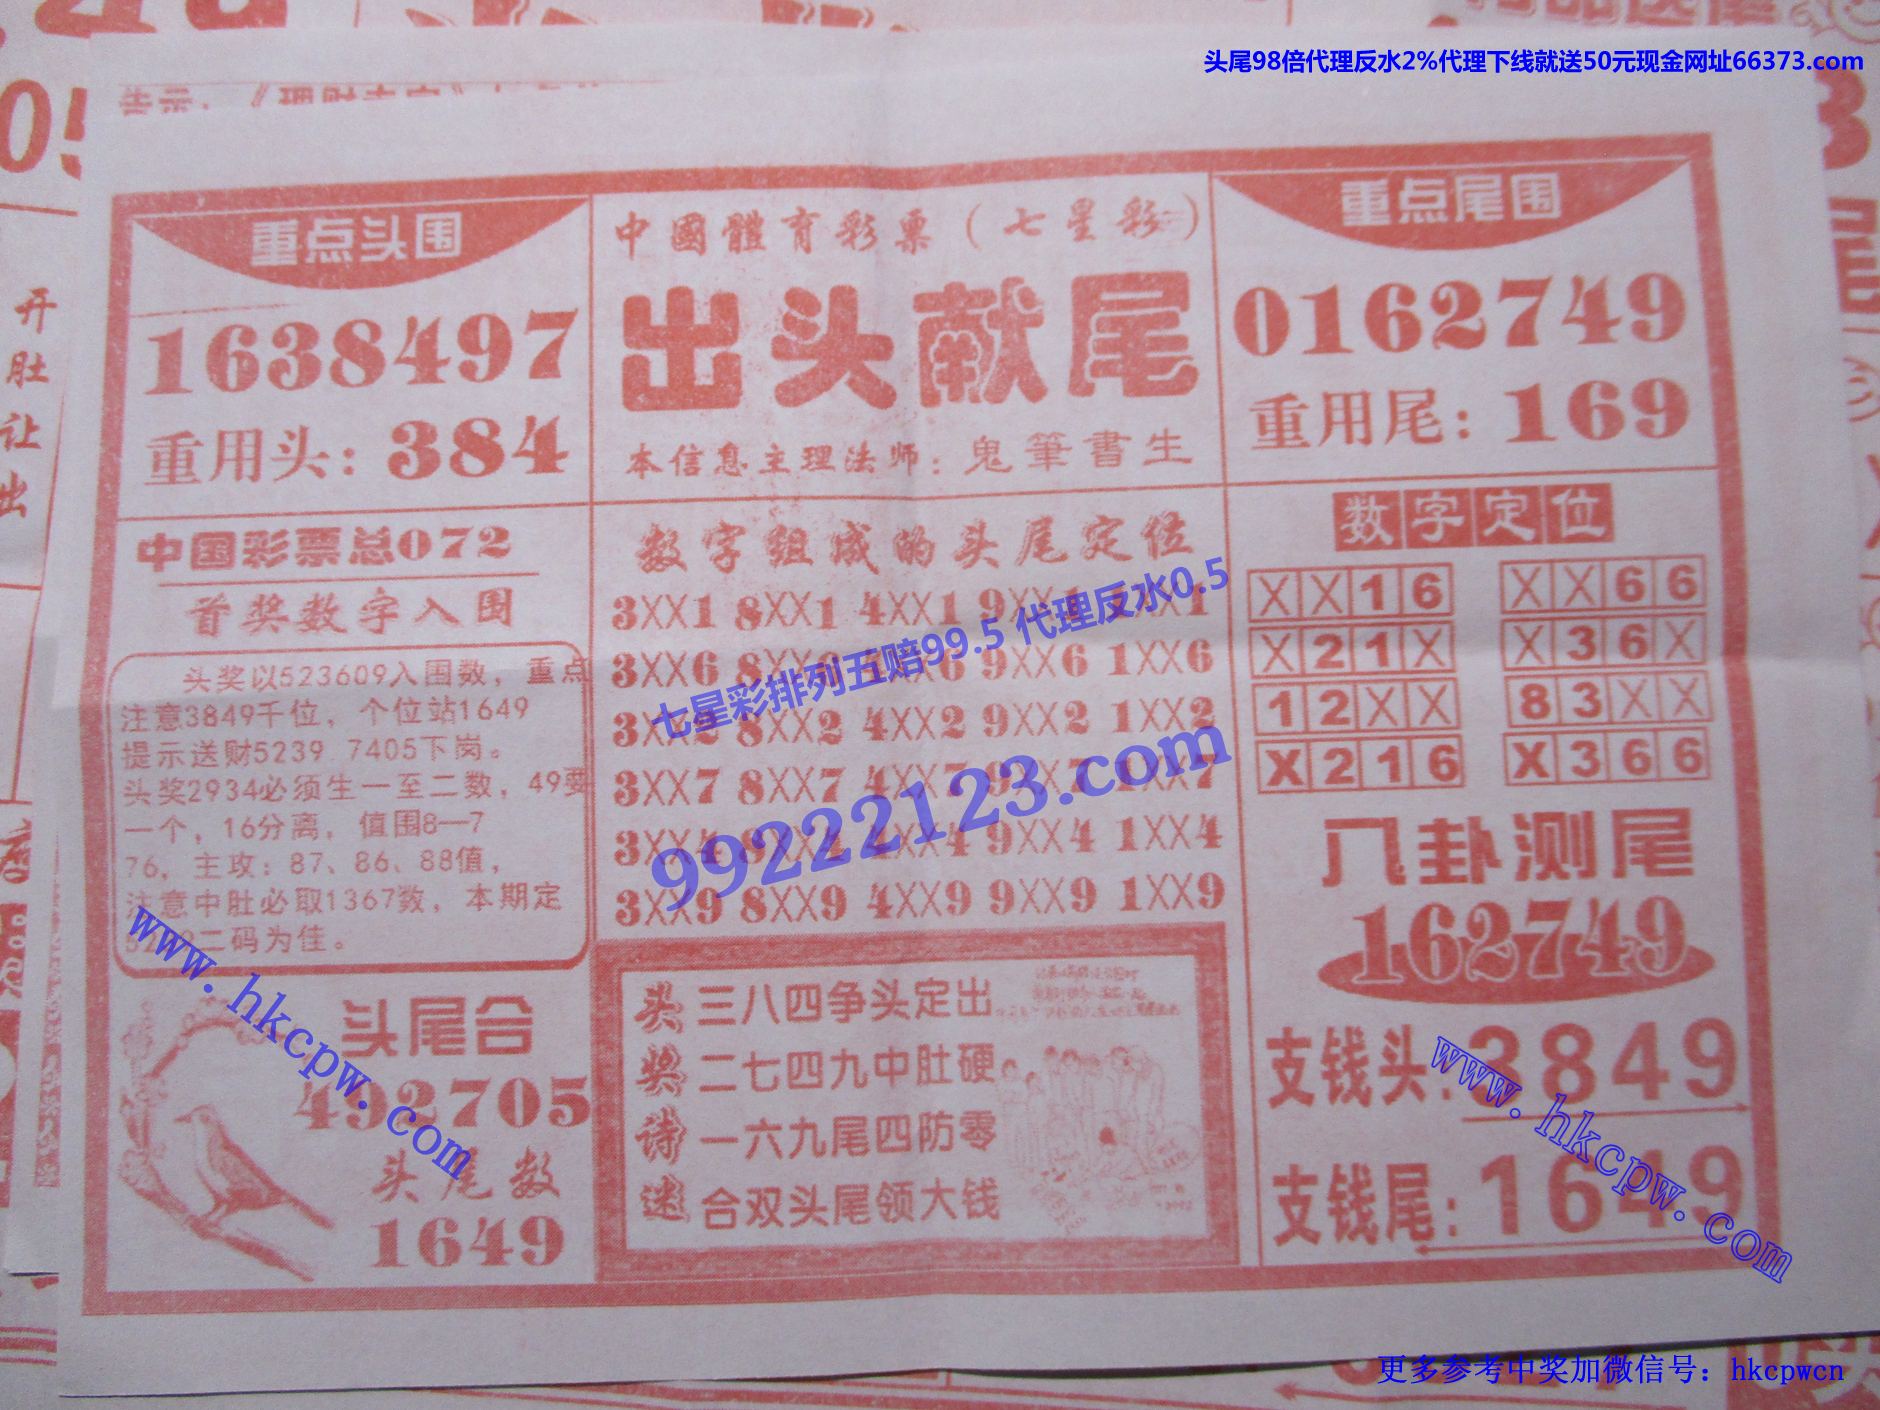 头尾98倍代理反水2%代理下线就送50元现金网址66373.com
开
肚
让
出
重点头围
1638497
重用头：384
中國體育彩票（七星彩）
出头献尾
本信息主理法师：鬼筆書生
重点尾围
0162749
重用尾：169
中国彩票总072
首奖数字入围
头奖以523609入围数，重点
注意3849千位，个位站1649
提示送财5239 7405下岗。
头奖2934必须生一至二数，49要
一个，16分离，值围8—7
76，主攻：87、86、88值，
注意中肚必取1367数，本期定
二码为佳。
头尾合
492705
头尾数
1649
数字组成的头尾定位
3XX1 8XX1 4XX1 9XX1 1XX1
3XX6 8XX6 4XX6 9XX6 1XX6
3XX2 8XX2 4XX2 9XX2 1XX2
3XX7 8XX7 4XX7 9XX7 1XX7
3XX4 8XX4 4XX4 9XX4 1XX4
3XX9 8XX9 4XX9 9XX9 1XX9
七星彩排列五赔99.5 代理反水0.5
99222123.com
头奖诗迷
三八四争头定出
二七四九中肚硬
一六九尾四防零
合双头尾领大钱
数字定位
XX16 XX66
X21X X36X
12XX 83XX
X216 X366
八卦测尾
162749
支钱头：3849
支钱尾：1649
www.hkcpw.com
www.hkcpw.com
更多参考中奖加微信号：hkcpwcn